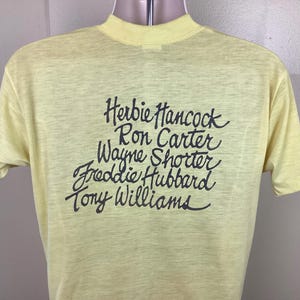 Herbie Hancock
Ron Carter
Wayne Shorter
Freddie Hubbard
Tony Williams